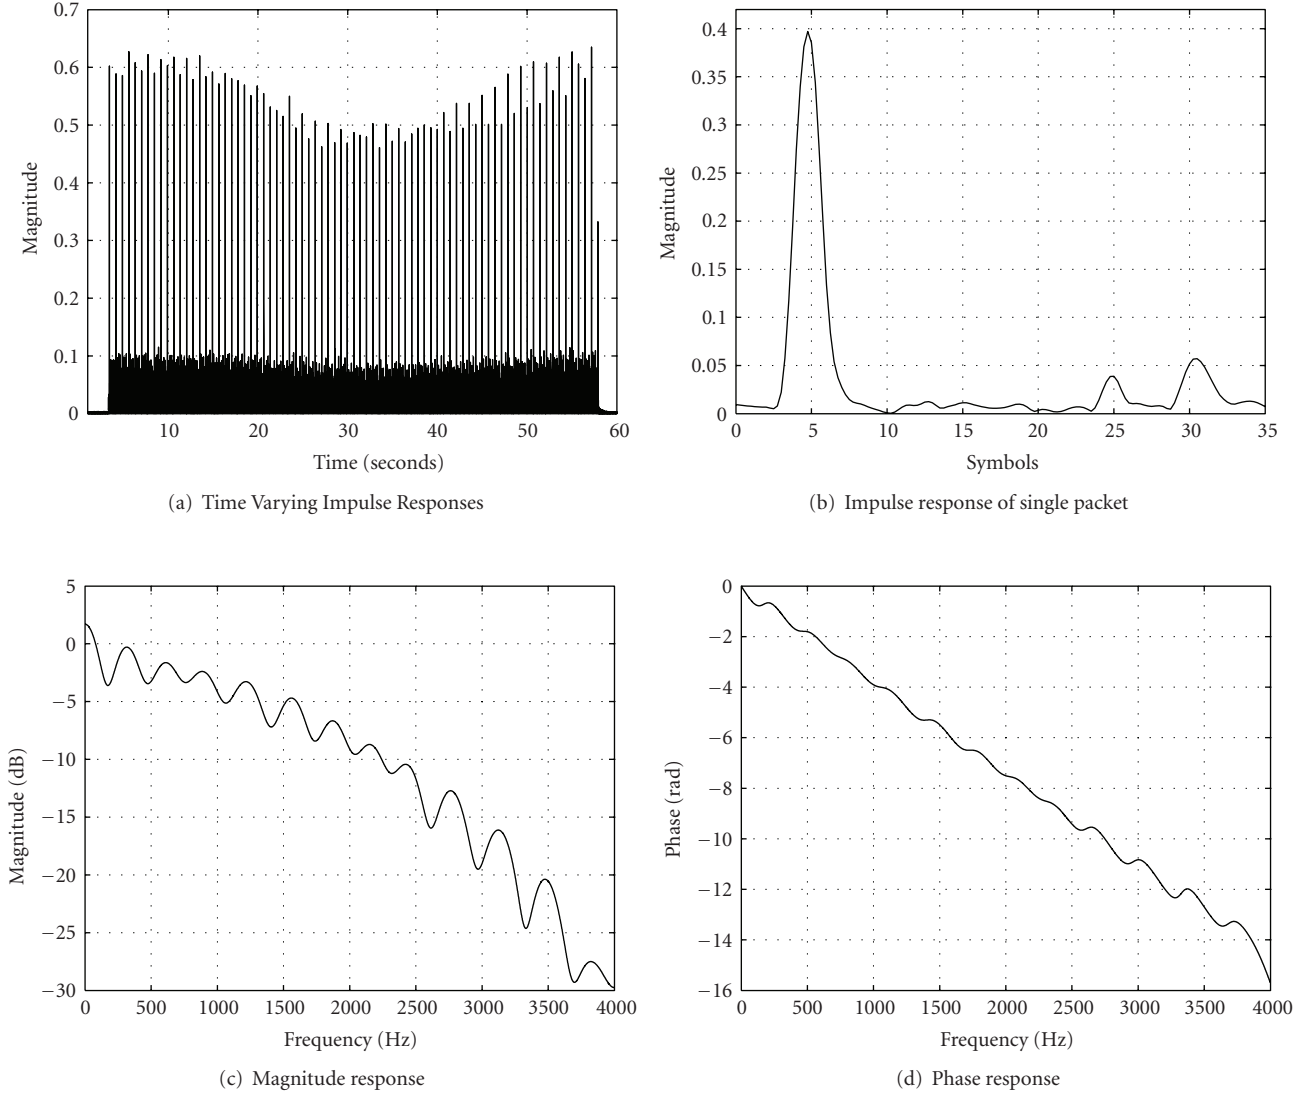 0.7
0.6
0.5
0.4
0.3
0.2
0.1
0
Magnitude
10 20 30 40 50 60
Time (seconds)
(a) Time Varying Impulse Responses
0.4
0.35
0.3
0.25
0.2
0.15
0.1
0.05
0
Magnitude
0 5 10 15 20 25 30 35
Symbols
(b) Impulse response of single packet
5
0
−5
−10
−15
−20
−25
−30
Magnitude (dB)
0 500 1000 1500 2000 2500 3000 3500 4000
Frequency (Hz)
(c) Magnitude response
0
−2
−4
−6
−8
−10
−12
−14
−16
Phase (rad)
0 500 1000 1500 2000 2500 3000 3500 4000
Frequency (Hz)
(d) Phase response